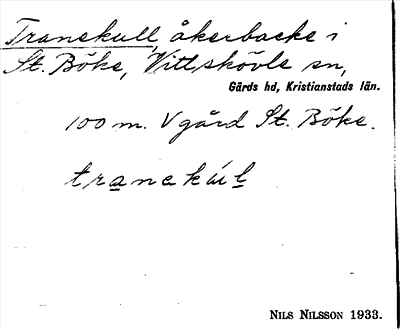 Tranekull, åkerbacke i
St. Böke, Vittskövle sn,
Gärds hd, Kristianstads län.
100 m. V gård St. Böke.
tranekúl
NILS NILSSON 1933.